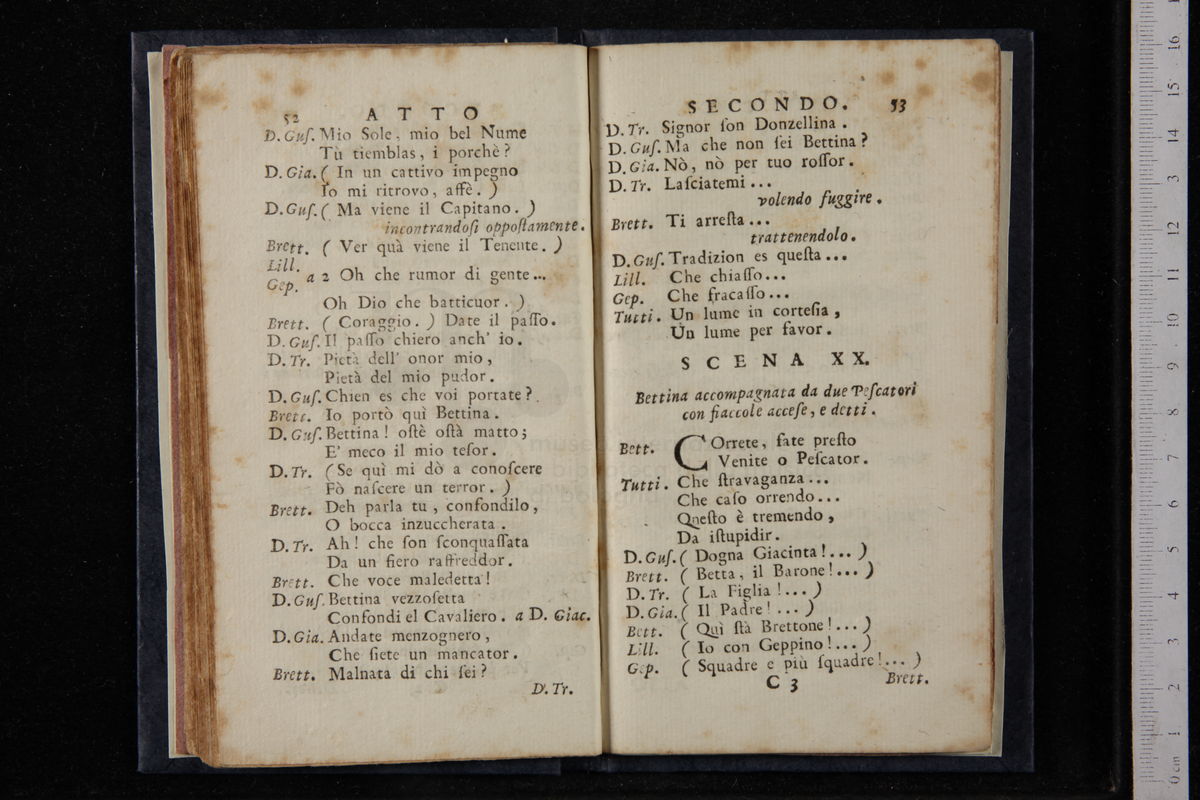 52 ATTO
D. Guſ. Mio Sole, mio bel Nume
Tù tiemblas, i porchè?
D. Gia. ( In un cattivo impegno
Io mi ritrovo, affè. )
D. Guſ. ( Ma viene il Capitano. )
incontrandoſi oppoſtamente.
Brett. ( Ver quà viene il Tenente. )
Lill.
a 2 Oh che rumor di gente...
Gep.
Oh Dio che batticuor. )
Brett. ( Coraggio. ) Date il paſſo.
D. Guſ. Il paſſo chiero anch' io.
D. Tr. Pietà dell' onor mio,
Pietà del mio pudor.
D. Guſ. Chien es che voi portate?
Brett. Io portò quì Bettina.
D. Guſ. Bettina! oſtè oſtà matto;
E' meco il mio teſor.
D. Tr. (Se quì mi dò a conoſcere
Fò naſcere un terror. )
Brett. Deh parla tu, confondilo,
O bocca inzuccherata.
D. Tr. Ah! che ſon ſconquaſſata
Da un fiero raffreddor.
Brett. Che voce maledetta!
D. Guſ. Bettina vezzoſetta
Confondi el Cavaliero. a D. Giac.
D. Gia. Andate menzognero,
Che ſiete un mancator.
Brett. Malnata di chi ſei?
D. Tr.
SECONDO. 53
D. Tr. Signor ſon Donzellina.
D. Guſ. Ma che non ſei Bettina?
D. Gia. Nò, nò per tuo roſſor.
D. Tr. Laſciatemi...
volendo fuggire.
Brett. Ti arreſta...
trattenendolo.
D. Guſ. Tradizion es queſta...
Lill. Che chiaſſo...
Gep. Che fracaſſo...
Tutti. Un lume in corteſia,
Un lume per favor.
SCENA XX.
Bettina accompagnata da due Peſcatori
con fiaccole acceſe, e detti.
Bett. COrrete, fate preſto
Venite o Peſcator.
Tutti. Che ſtravaganza...
Che caſo orrendo...
Queſto è tremendo,
Da iſtupidir.
D. Guſ. ( Dogna Giacinta!... )
Brett. ( Betta, il Barone!... )
D. Tr. ( La Figlia!... )
D. Gia. ( Il Padre!... )
Bett. ( Quì ſtà Brettone!... )
Lill. ( Io con Geppino!... )
Gep. ( Squadre e più ſquadre!... )
C 3 Brett.